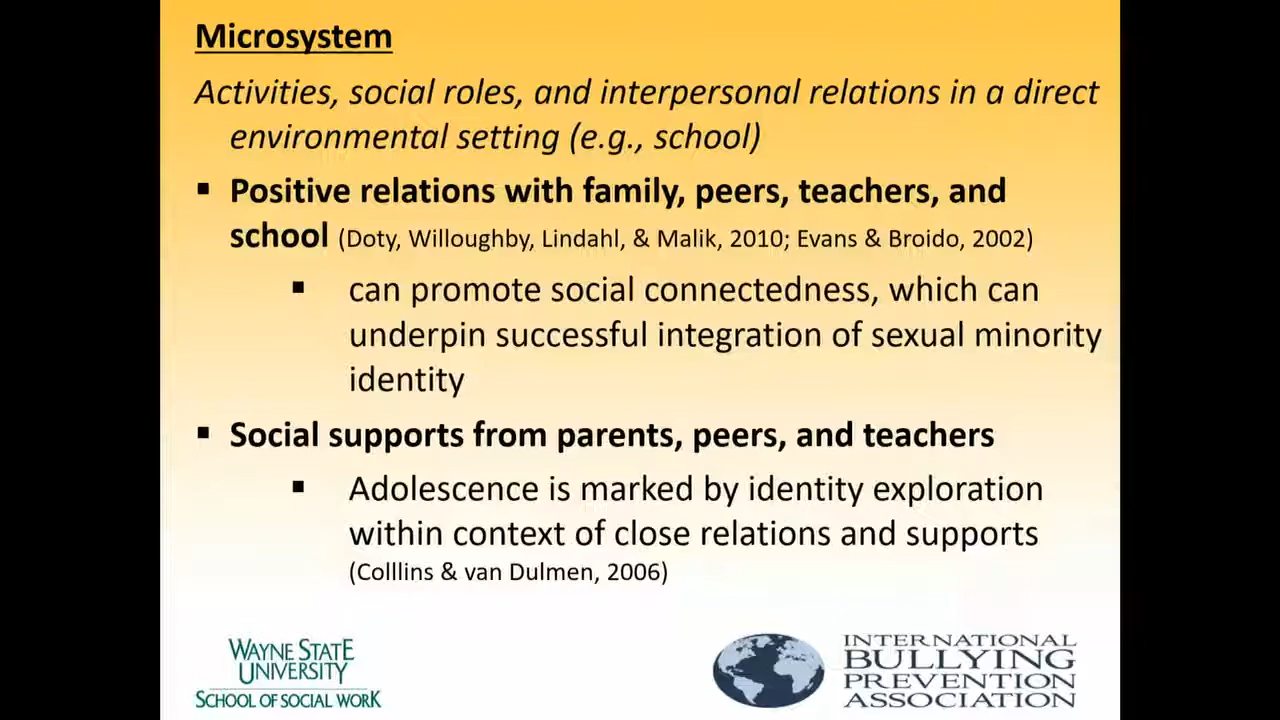 Microsystem
Activities, social roles, and interpersonal relations in a direct
environmental setting (e.g., school)
▪ Positive relations with family, peers, teachers, and
school (Doty, Willoughby, Lindahl, & Malik, 2010; Evans & Broido, 2002)
▪ can promote social connectedness, which can
underpin successful integration of sexual minority
identity
▪ Social supports from parents, peers, and teachers
▪ Adolescence is marked by identity exploration
within context of close relations and supports
(Colllins & van Dulmen, 2006)
WAYNE STATE
UNIVERSITY
SCHOOL OF SOCIAL WORK
INTERNATIONAL
BULLYING
PREVENTION
ASSOCIATION